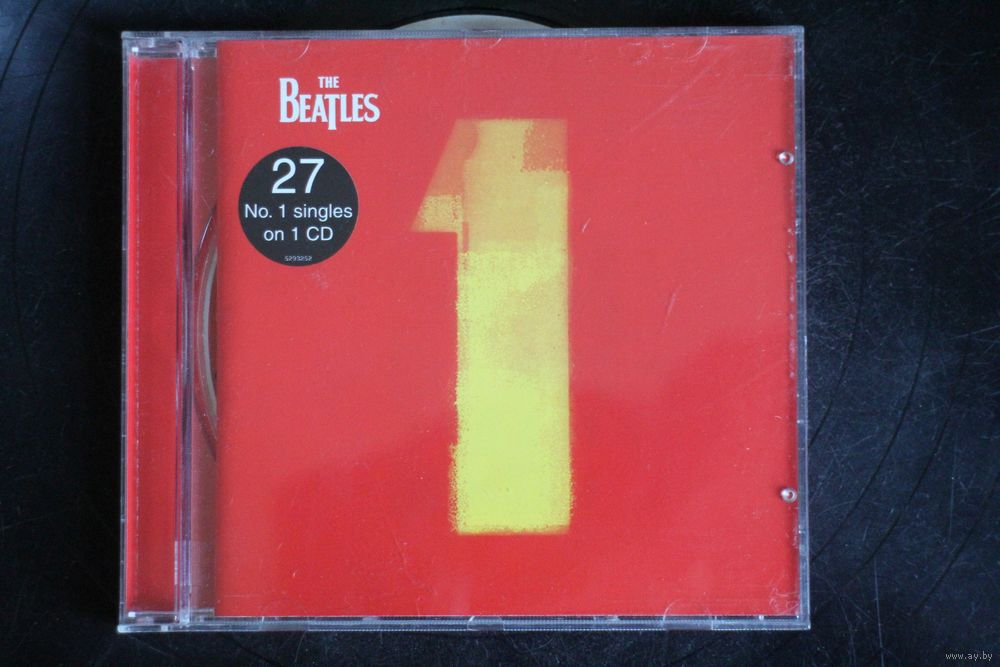 THE
BEATLES
27
No. 1 singles
on 1 CD
5293252
1
www.ay.by